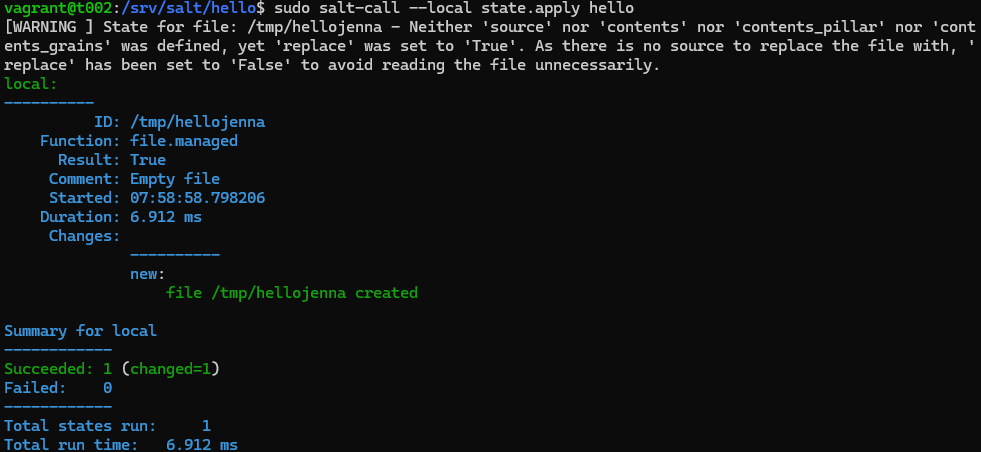 vagrant@t002:/srv/salt/hello$ sudo salt-call --local state.apply hello
[WARNING ] State for file: /tmp/hellojenna - Neither 'source' nor 'contents' nor 'contents_pillar' nor 'cont
ents_grains' was defined, yet 'replace' was set to 'True'. As there is no source to replace the file with, '
replace' has been set to 'False' to avoid reading the file unnecessarily.
local:
----------
          ID: /tmp/hellojenna
    Function: file.managed
      Result: True
     Comment: Empty file
     Started: 07:58:58.798206
    Duration: 6.912 ms
     Changes:
              ----------
              new:
                  file /tmp/hellojenna created

Summary for local
------------
Succeeded: 1 (changed=1)
Failed:    0
------------
Total states run:     1
Total run time:   6.912 ms